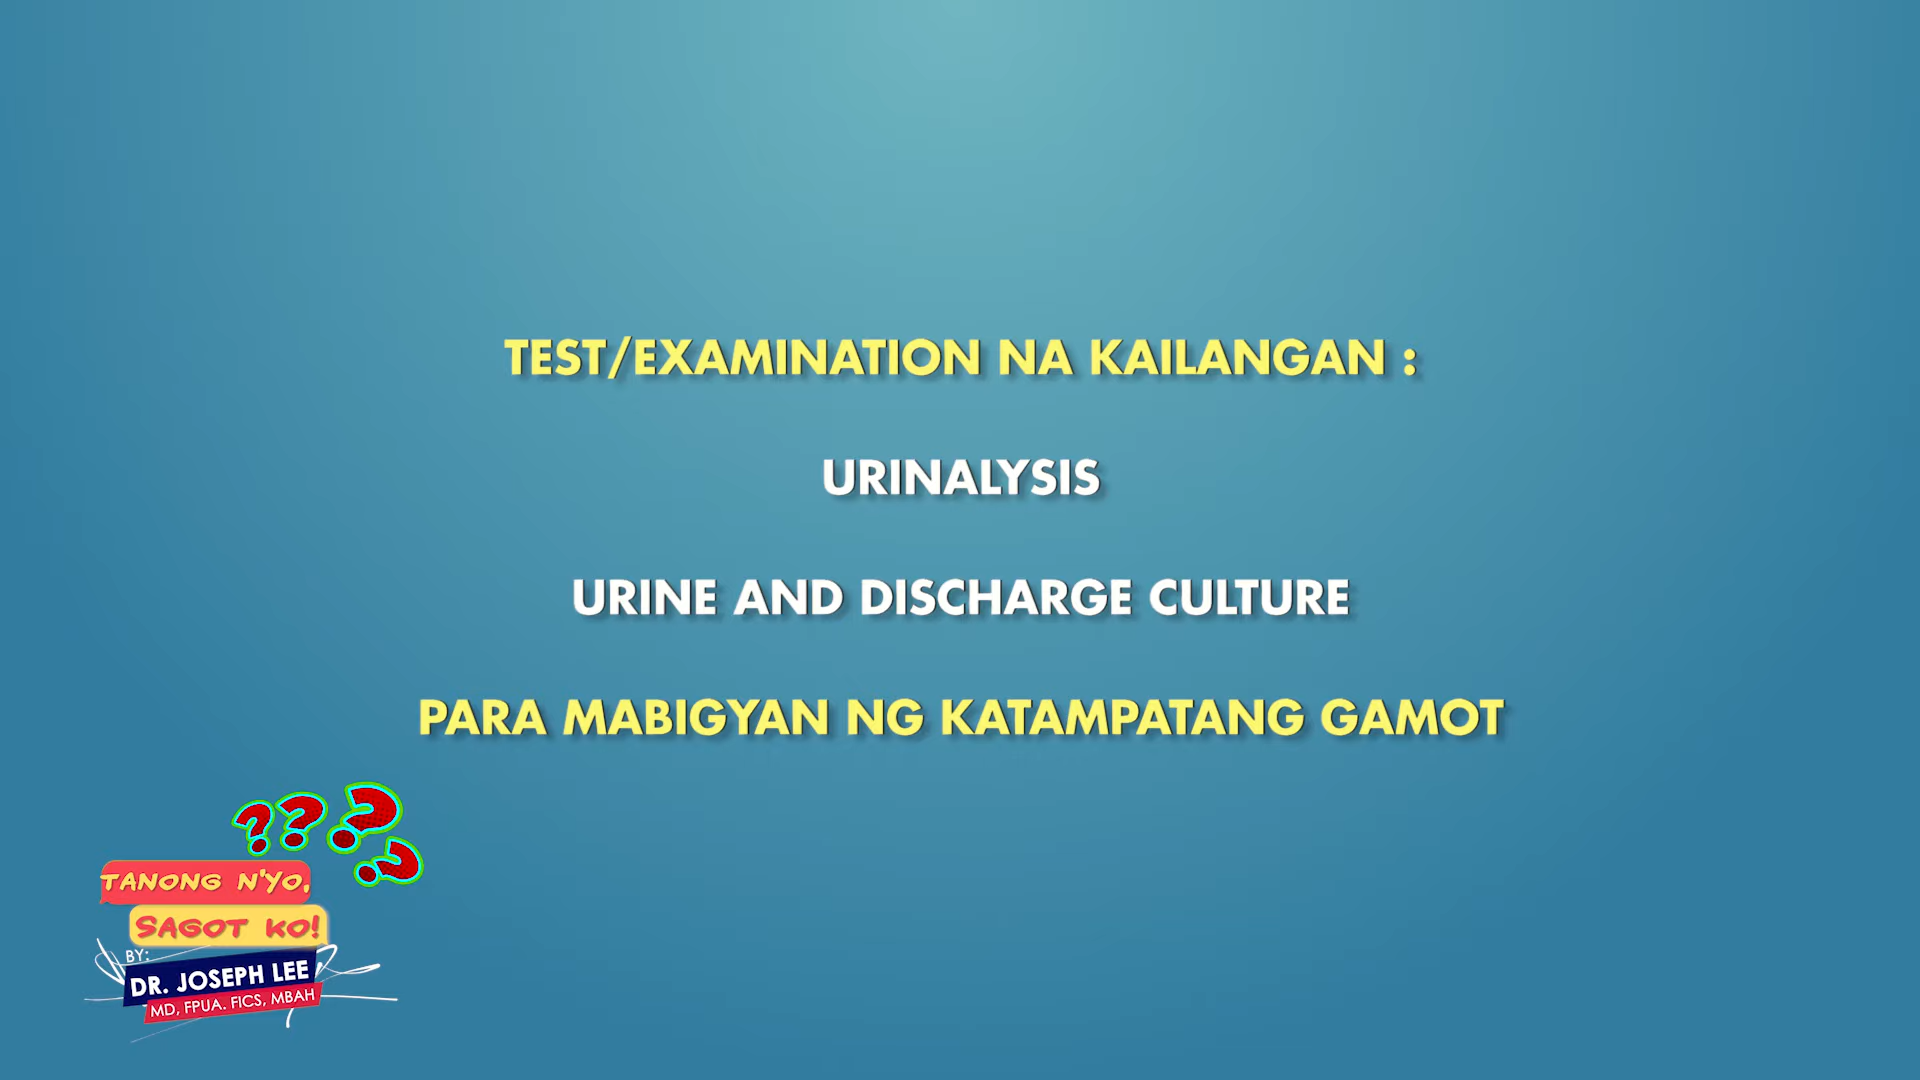 TEST/EXAMINATION NA KAILANGAN :
URINALYSIS
URINE AND DISCHARGE CULTURE
PARA MABIGYAN NG KATAMPATANG GAMOT
????
TANONG N'YO,
SAGOT KO!
BY:
DR. JOSEPH LEE
MD, FPUA. FICS, MBAH